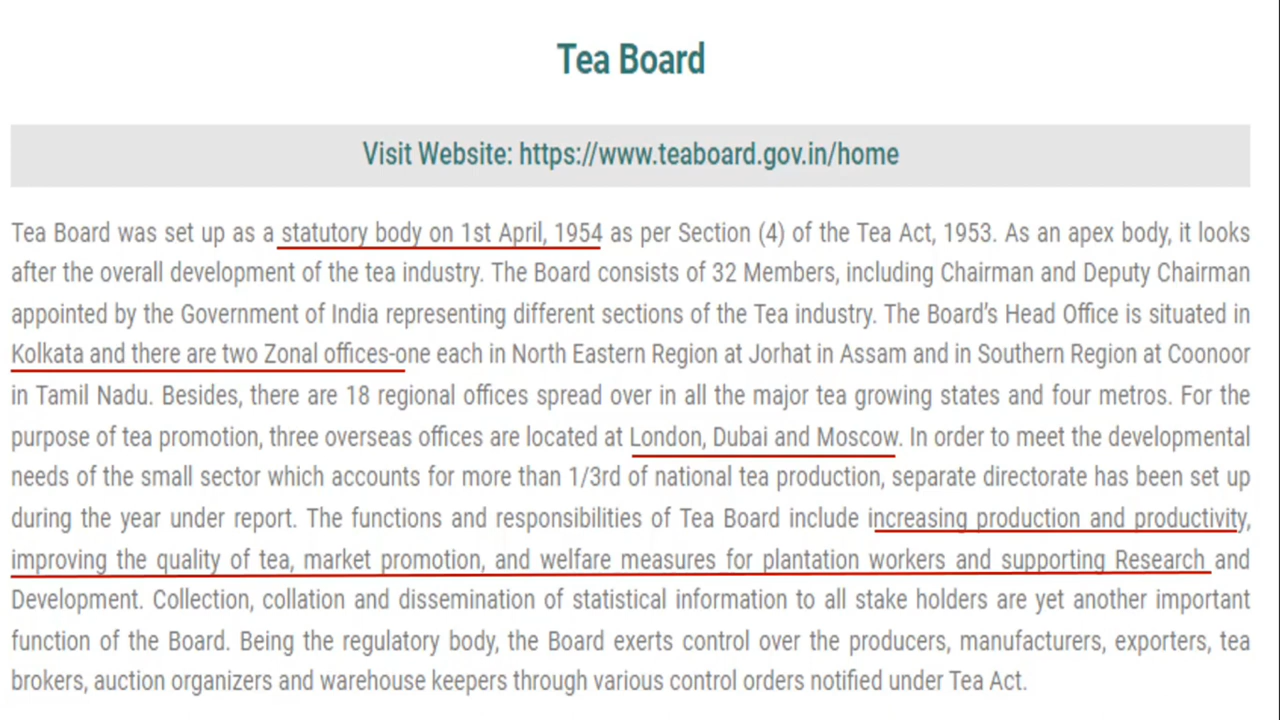 Tea Board
Visit Website: https://www.teaboard.gov.in/home
Tea Board was set up as a statutory body on 1st April, 1954 as per Section (4) of the Tea Act, 1953. As an apex body, it looks
after the overall development of the tea industry. The Board consists of 32 Members, including Chairman and Deputy Chairman
appointed by the Government of India representing different sections of the Tea industry. The Board’s Head Office is situated in
Kolkata and there are two Zonal offices-one each in North Eastern Region at Jorhat in Assam and in Southern Region at Coonoor
in Tamil Nadu. Besides, there are 18 regional offices spread over in all the major tea growing states and four metros. For the
purpose of tea promotion, three overseas offices are located at London, Dubai and Moscow. In order to meet the developmental
needs of the small sector which accounts for more than 1/3rd of national tea production, separate directorate has been set up
during the year under report. The functions and responsibilities of Tea Board include increasing production and productivity,
improving the quality of tea, market promotion, and welfare measures for plantation workers and supporting Research and
Development. Collection, collation and dissemination of statistical information to all stake holders are yet another important
function of the Board. Being the regulatory body, the Board exerts control over the producers, manufacturers, exporters, tea
brokers, auction organizers and warehouse keepers through various control orders notified under Tea Act.